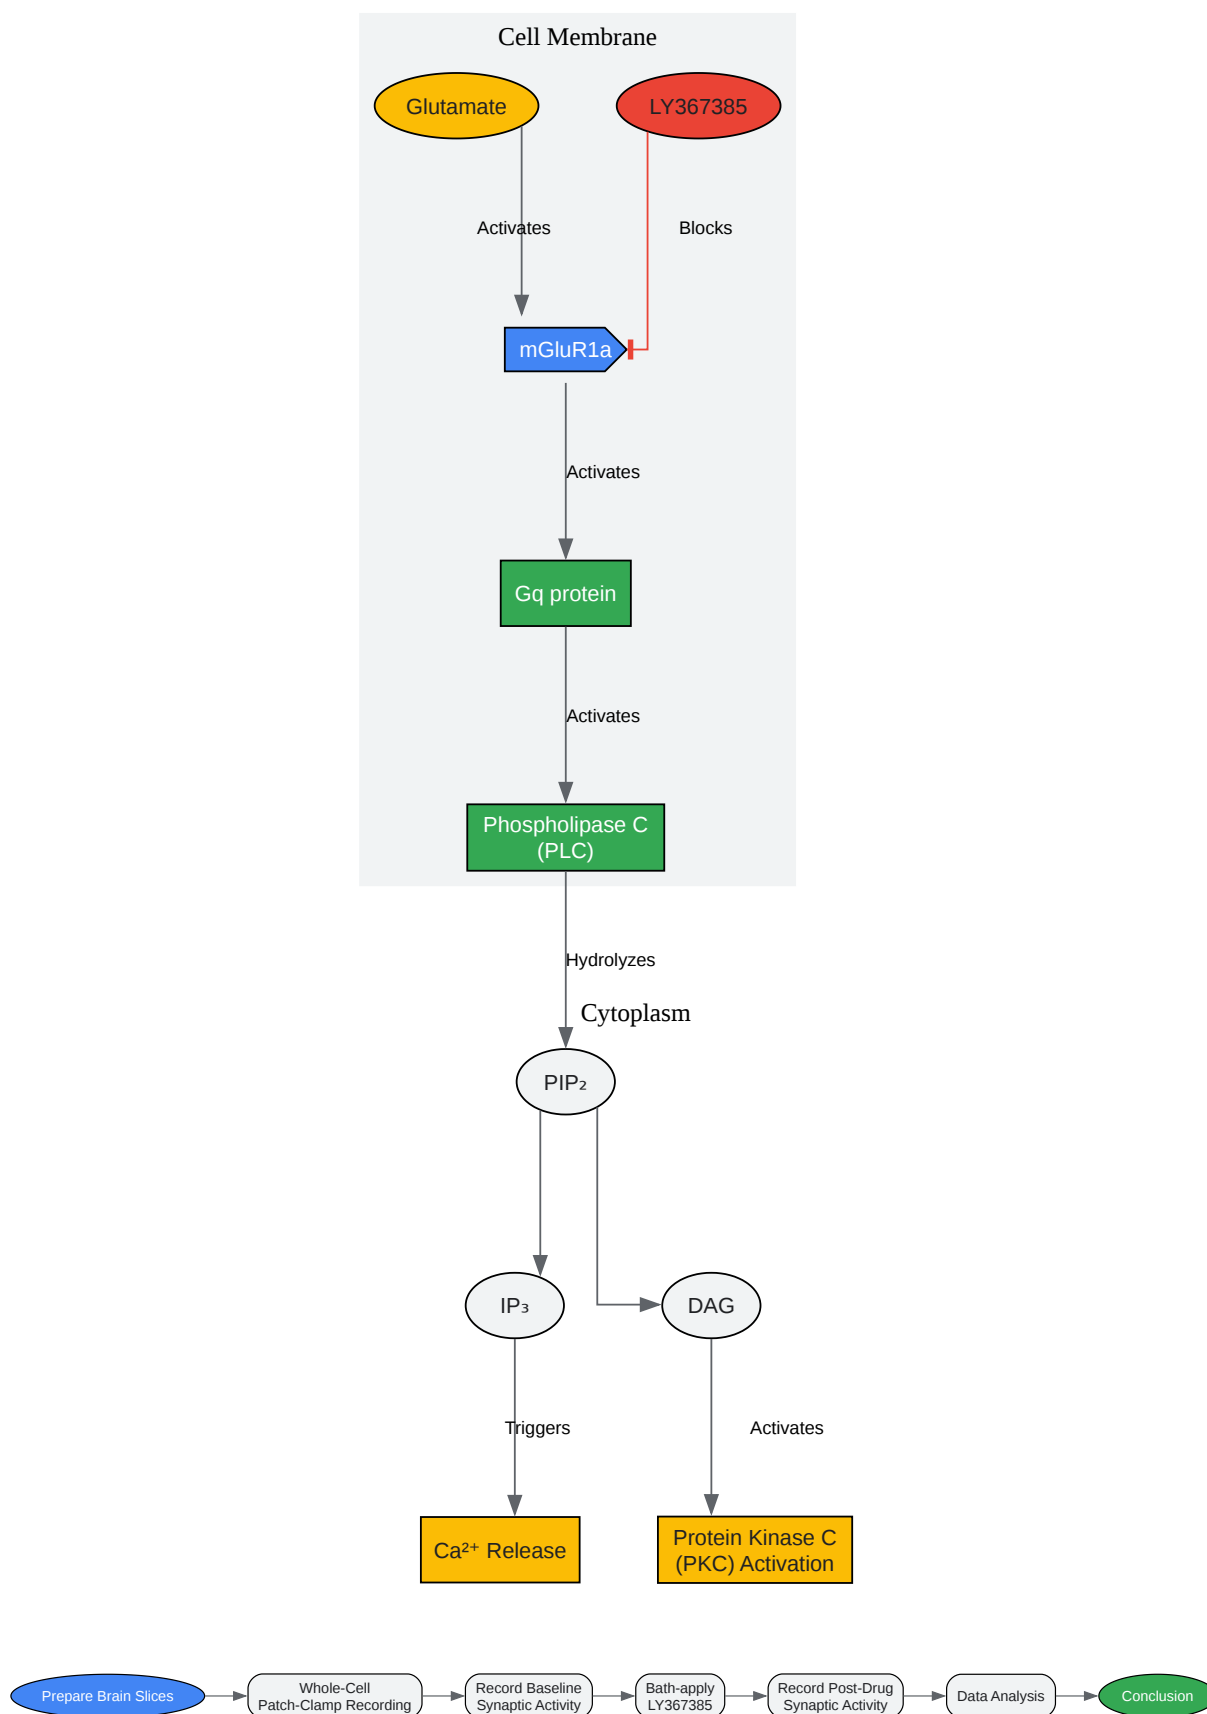 Cell Membrane
Glutamate
LY367385
Activates
Blocks
mGluR1a
Activates
Gq protein
Activates
Phospholipase C
(PLC)
Hydrolyzes
Cytoplasm
PIP₂
IP₃
DAG
Triggers
Activates
Ca²⁺ Release
Protein Kinase C
(PKC) Activation
Prepare Brain Slices
Whole-Cell
Patch-Clamp Recording
Record Baseline
Synaptic Activity
Bath-apply
LY367385
Record Post-Drug
Synaptic Activity
Data Analysis
Conclusion